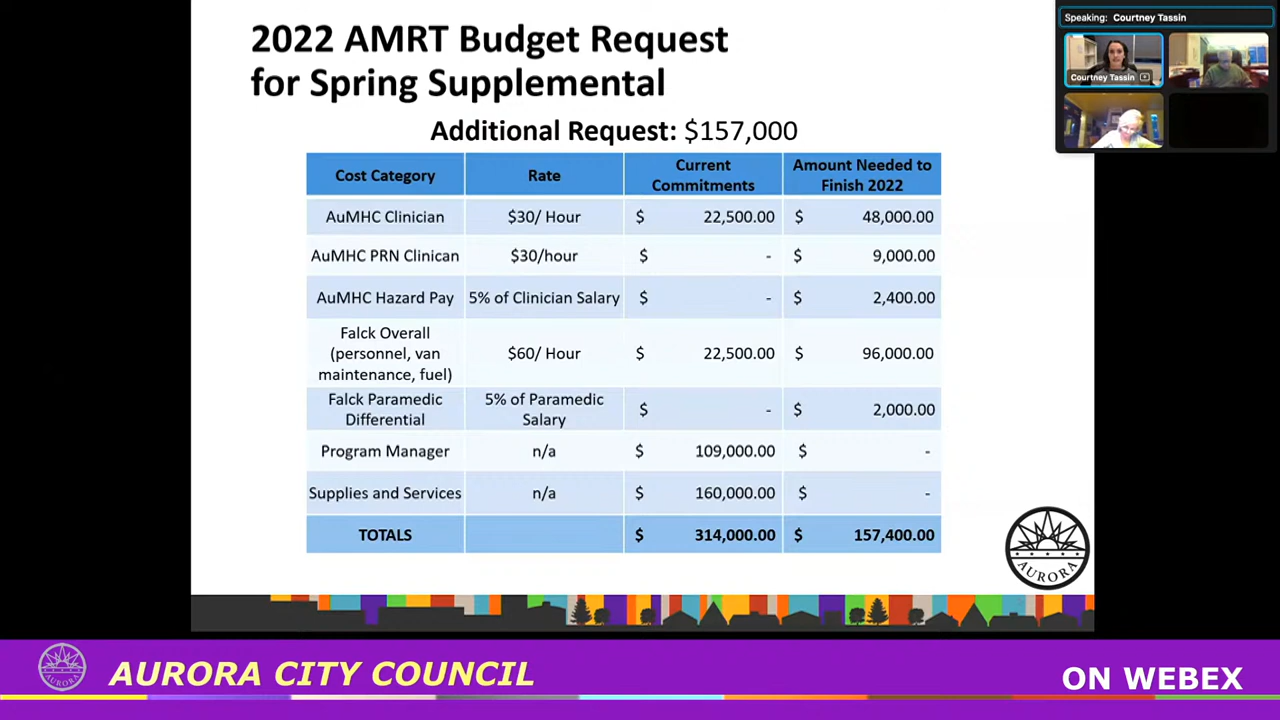 2022 AMRT Budget Request
for Spring Supplemental
Additional Request: $157,000
Speaking: Courtney Tassin
Courtney Tassin
Cost Category Rate Current Commitments Amount Needed to Finish 2022
AuMHC Clinician $30/ Hour $ 22,500.00 $ 48,000.00
AuMHC PRN Clinican $30/hour $ - $ 9,000.00
AuMHC Hazard Pay 5% of Clinician Salary $ - $ 2,400.00
Falck Overall (personnel, van maintenance, fuel) $60/ Hour $ 22,500.00 $ 96,000.00
Falck Paramedic Differential 5% of Paramedic Salary $ - $ 2,000.00
Program Manager n/a $ 109,000.00 $ -
Supplies and Services n/a $ 160,000.00 $ -
TOTALS $ 314,000.00 $ 157,400.00
AURORA
AURORA CITY COUNCIL
ON WEBEX